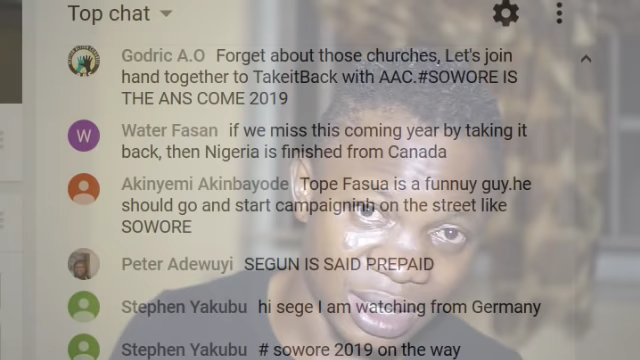 Top chat
Godric A.O Forget about those churches, Let's join
hand together to TakeitBack with AAC.#SOWORE IS
THE ANS COME 2019
W Water Fasan if we miss this coming year by taking it
back, then Nigeria is finished from Canada
Akinyemi Akinbayode Tope Fasua is a funnuy guy.he
should go and start campaigninh on the street like
SOWORE
Peter Adewuyi SEGUN IS SAID PREPAID
Stephen Yakubu hi sege I am watching from Germany
Stephen Yakubu # sowore 2019 on the way